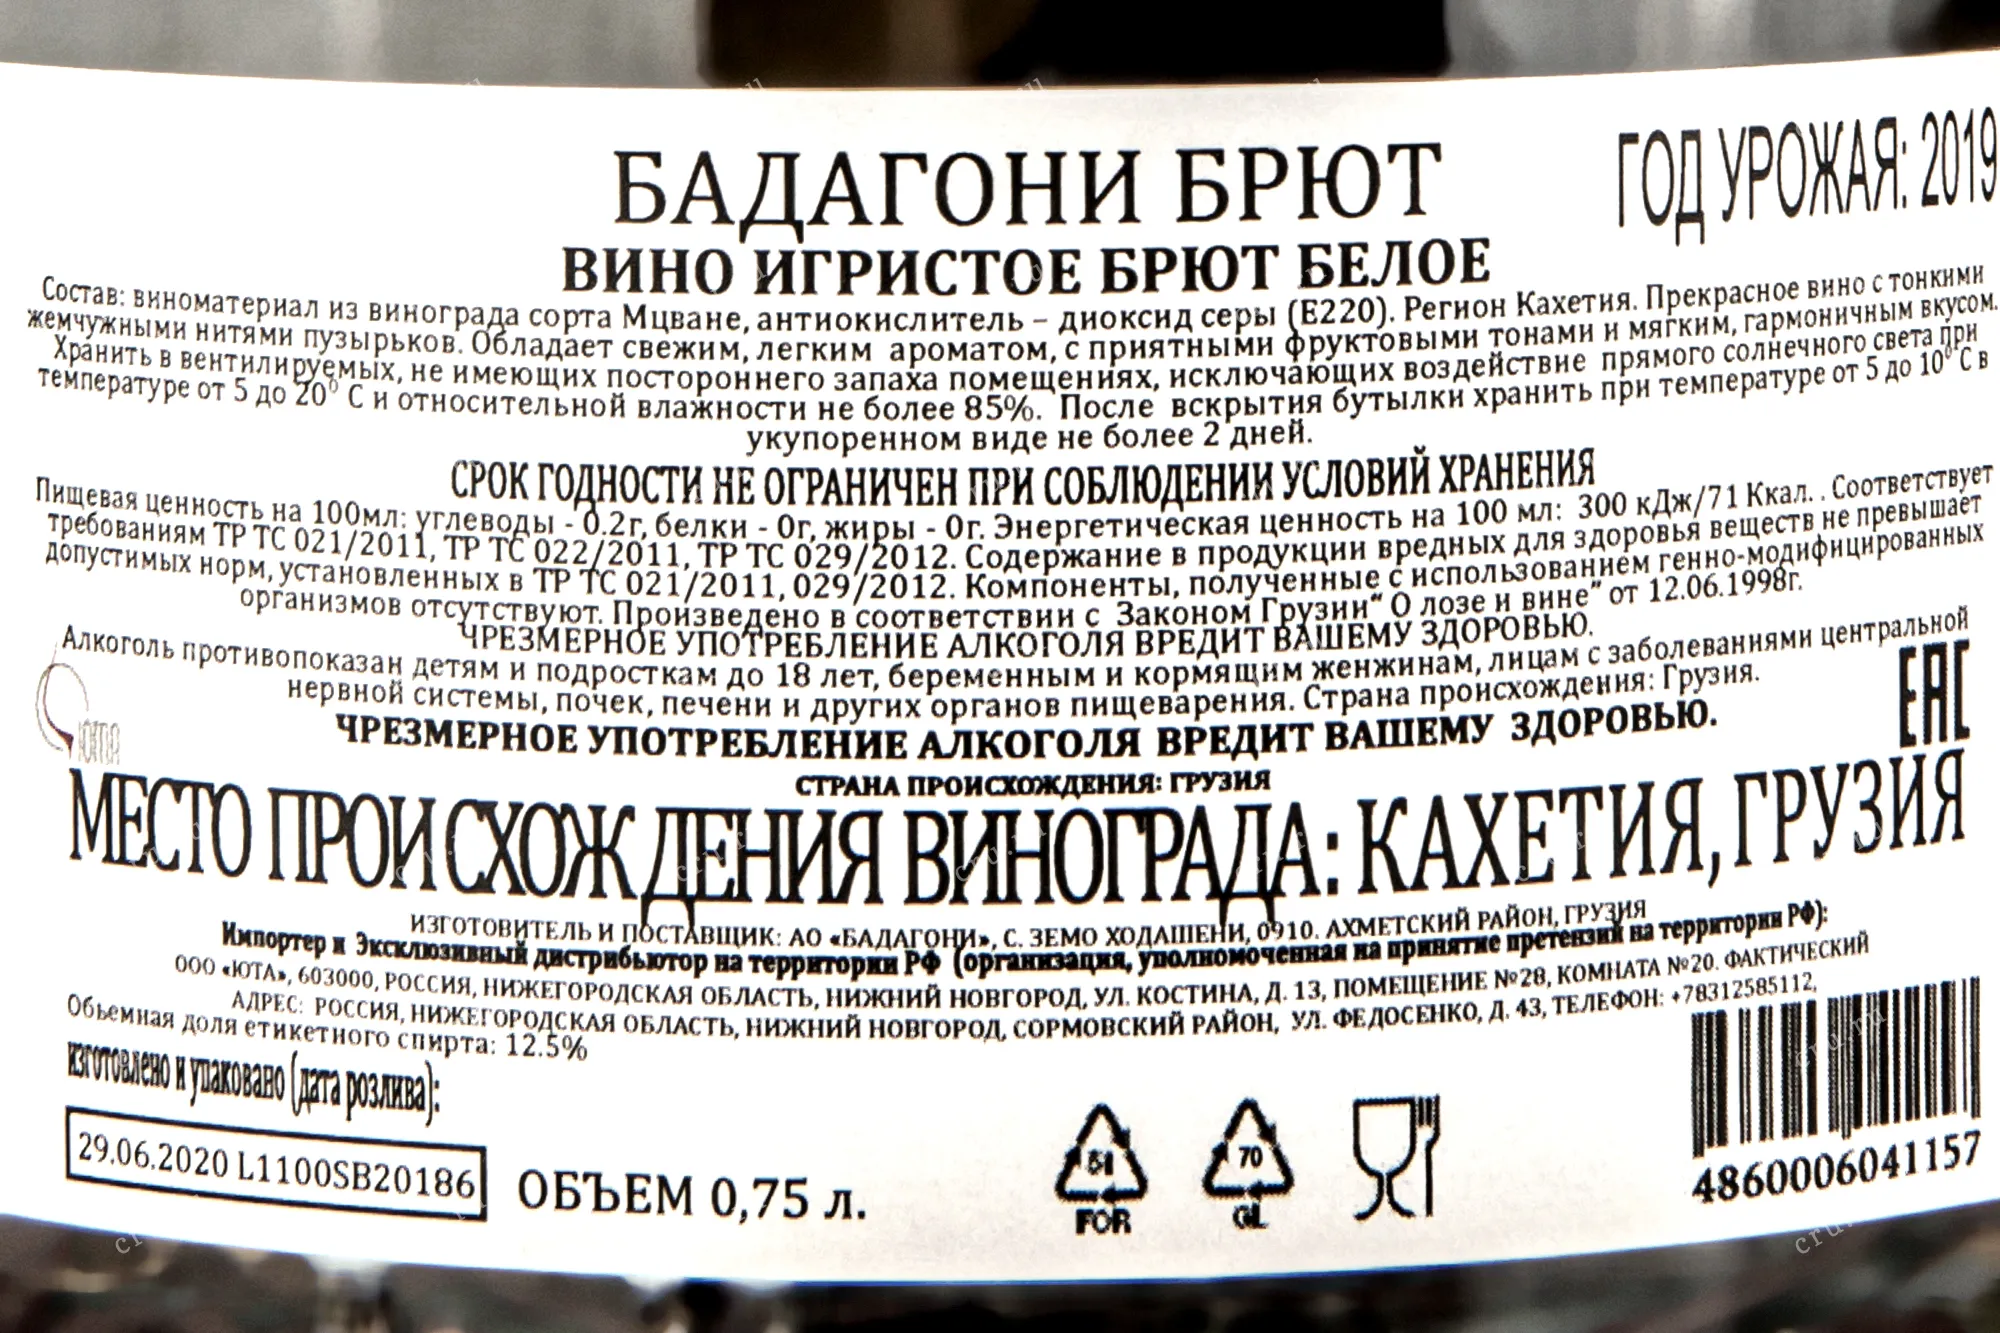 БАДАГОНИ БРЮТ
ГОД УРОЖАЯ: 2019
ВИНО ИГРИСТОЕ БРЮТ БЕЛОЕ
Состав: виноматериал из винограда сорта Мцване, антиокислитель – диоксид серы (Е220). Регион Кахетия. Прекрасное вино с тонкими
жемчужными нитями пузырьков. Обладает свежим, легким ароматом, с приятными фруктовыми тонами и мягким, гармоничным вкусом.
Хранить в вентилируемых, не имеющих постороннего запаха помещениях, исключающих воздействие прямого солнечного света при
температуре от 5 до 20⁰ С и относительной влажности не более 85%. После вскрытия бутылки хранить при температуре от 5 до 10⁰ С в
укупоренном виде не более 2 дней.
СРОК ГОДНОСТИ НЕ ОГРАНИЧЕН ПРИ СОБЛЮДЕНИИ УСЛОВИЙ ХРАНЕНИЯ
Пищевая ценность на 100мл: углеводы - 0.2г, белки - 0г, жиры - 0г. Энергетическая ценность на 100 мл: 300 кДж/71 Ккал. . Соответствует
требованиям ТР ТС 021/2011, ТР ТС 022/2011, ТР ТС 029/2012. Содержание в продукции вредных для здоровья веществ не превышает
допустимых норм, установленных в ТР ТС 021/2011, 029/2012. Компоненты, полученные с использованием генно-модифицированных
организмов отсутствуют. Произведено в соответствии с Законом Грузии“ О лозе и вине” от 12.06.1998г.
ЧРЕЗМЕРНОЕ УПОТРЕБЛЕНИЕ АЛКОГОЛЯ ВРЕДИТ ВАШЕМУ ЗДОРОВЬЮ.
Алкоголь противопоказан детям и подросткам до 18 лет, беременным и кормящим женжинам, лицам с заболеваниями центральной
нервной системы, почек, печени и других органов пищеварения. Страна происхождения: Грузия.
ЧРЕЗМЕРНОЕ УПОТРЕБЛЕНИЕ АЛКОГОЛЯ ВРЕДИТ ВАШЕМУ ЗДОРОВЬЮ.
EAC
СТРАНА ПРОИСХОЖДЕНИЯ: ГРУЗИЯ
МЕСТО ПРОИСХОЖДЕНИЯ ВИНОГРАДА: КАХЕТИЯ, ГРУЗИЯ
ИЗГОТОВИТЕЛЬ И ПОСТАВЩИК: АО «БАДАГОНИ», С. ЗЕМО ХОДАШЕНИ, 0910. АХМЕТСКИЙ РАЙОН, ГРУЗИЯ
Импортер и Эксклюзивный дистрибьютор на территории РФ (организация, уполномоченная на принятие претензий на территории РФ):
ООО «ЮТА», 603000, РОССИЯ, НИЖЕГОРОДСКАЯ ОБЛАСТЬ, НИЖНИЙ НОВГОРОД, УЛ. КОСТИНА, Д. 13, ПОМЕЩЕНИЕ №28, КОМНАТА №20. ФАКТИЧЕСКИЙ
АДРЕС: РОССИЯ, НИЖЕГОРОДСКАЯ ОБЛАСТЬ, НИЖНИЙ НОВГОРОД, СОРМОВСКИЙ РАЙОН, УЛ. ФЕДОСЕНКО, Д. 43, ТЕЛЕФОН: +78312585112,
Обьемная доля етикетного спирта: 12.5%
изготовлено и упаковано (дата розлива):
29.06.2020 L1100SB20186
ОБЪЕМ 0,75 л.
51
FOR
70
GL
4860006041157
cru.ru